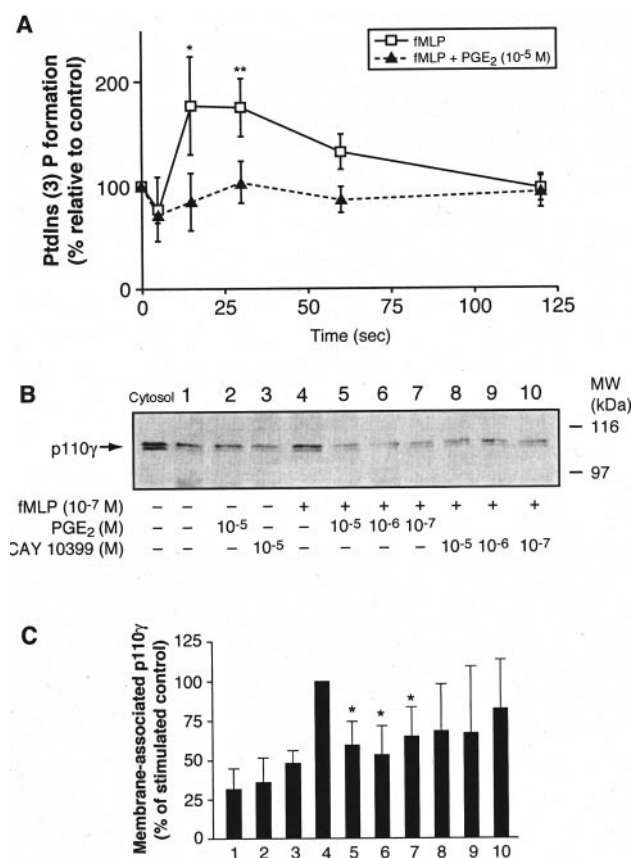 A
fMLP
fMLP + PGE2 (10-5 M)
PtdIns (3) P formation
(% relative to control)
200
100
0
* **
0 25 50 75 100 125
Time (sec)
B
Cytosol 1 2 3 4 5 6 7 8 9 10 MW
(kDa)
p110γ
116
97
fMLP (10-7 M) – – – – + + + + + + +
PGE2 (M) – – 10-5 – – 10-5 10-6 10-7 – – –
CAY 10399 (M) – – – 10-5 – – – – 10-5 10-6 10-7
C
Membrane-associated p110γ
(% of stimulated control)
125
100
75
50
25
0
* * *
1 2 3 4 5 6 7 8 9 10